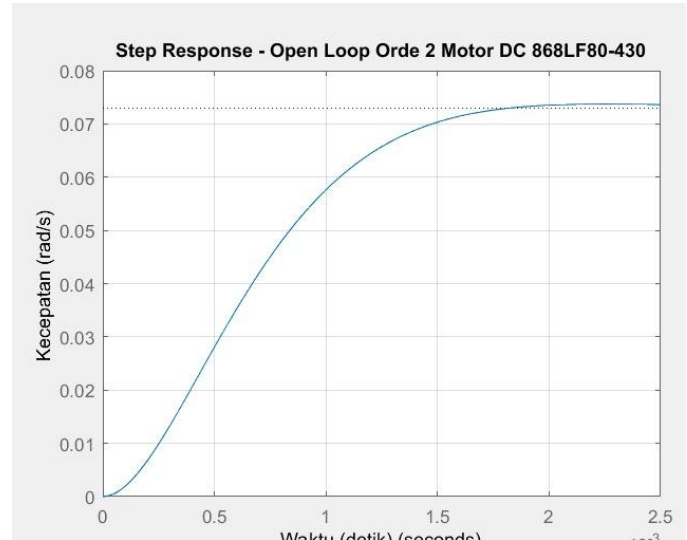 Step Response - Open Loop Orde 2 Motor DC 868LF80-430
0.08
0.07
0.06
0.05
0.04
0.03
0.02
0.01
0
Kecepatan (rad/s)
0 0.5 1 1.5 2 2.5
Waktu (detik) (seconds)